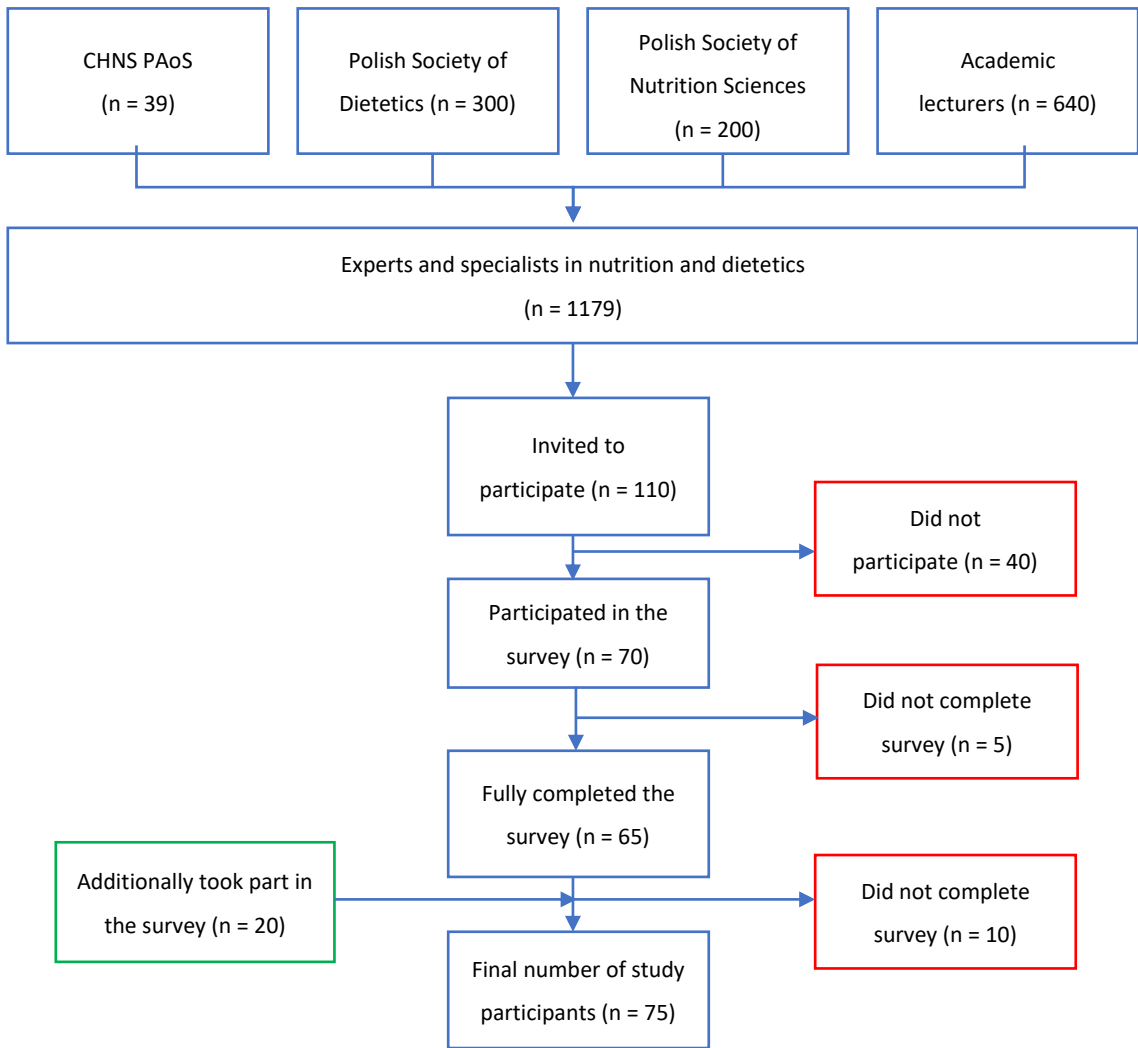 CHNS PAoS
(n = 39)
Polish Society of
Dietetics (n = 300)
Polish Society of
Nutrition Sciences
(n = 200)
Academic
lecturers (n = 640)
Experts and specialists in nutrition and dietetics
(n = 1179)
Invited to
participate (n = 110)
Did not
participate (n = 40)
Participated in the
survey (n = 70)
Did not complete
survey (n = 5)
Fully completed the
survey (n = 65)
Additionally took part in
the survey (n = 20)
Did not complete
survey (n = 10)
Final number of study
participants (n = 75)